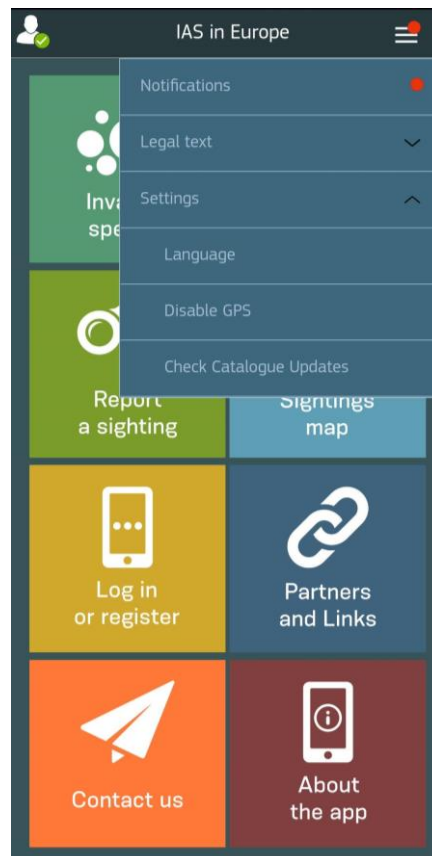 IAS in Europe
Notifications
Legal text
Settings
Language
Disable GPS
Check Catalogue Updates
Report
a sighting
Sightings
map
Log in
or register
Partners
and Links
Contact us
About
the app